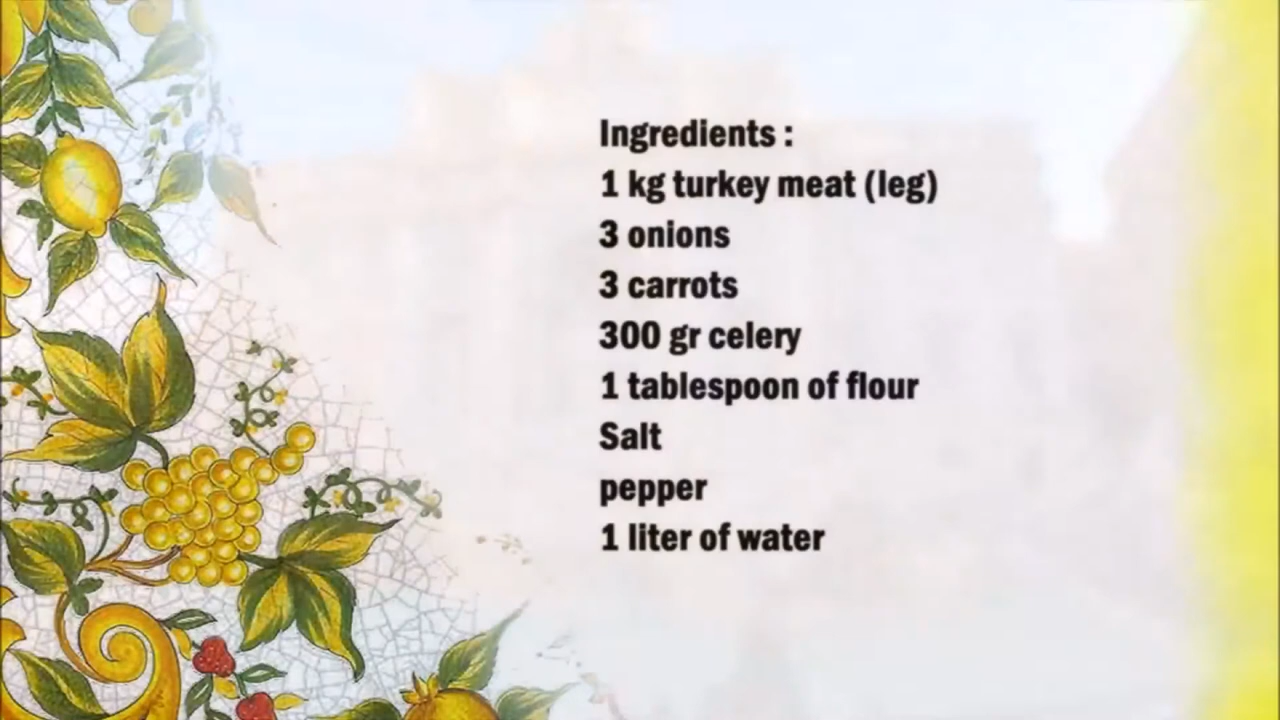 Ingredients :
1 kg turkey meat (leg)
3 onions
3 carrots
300 gr celery
1 tablespoon of flour
Salt
pepper
1 liter of water